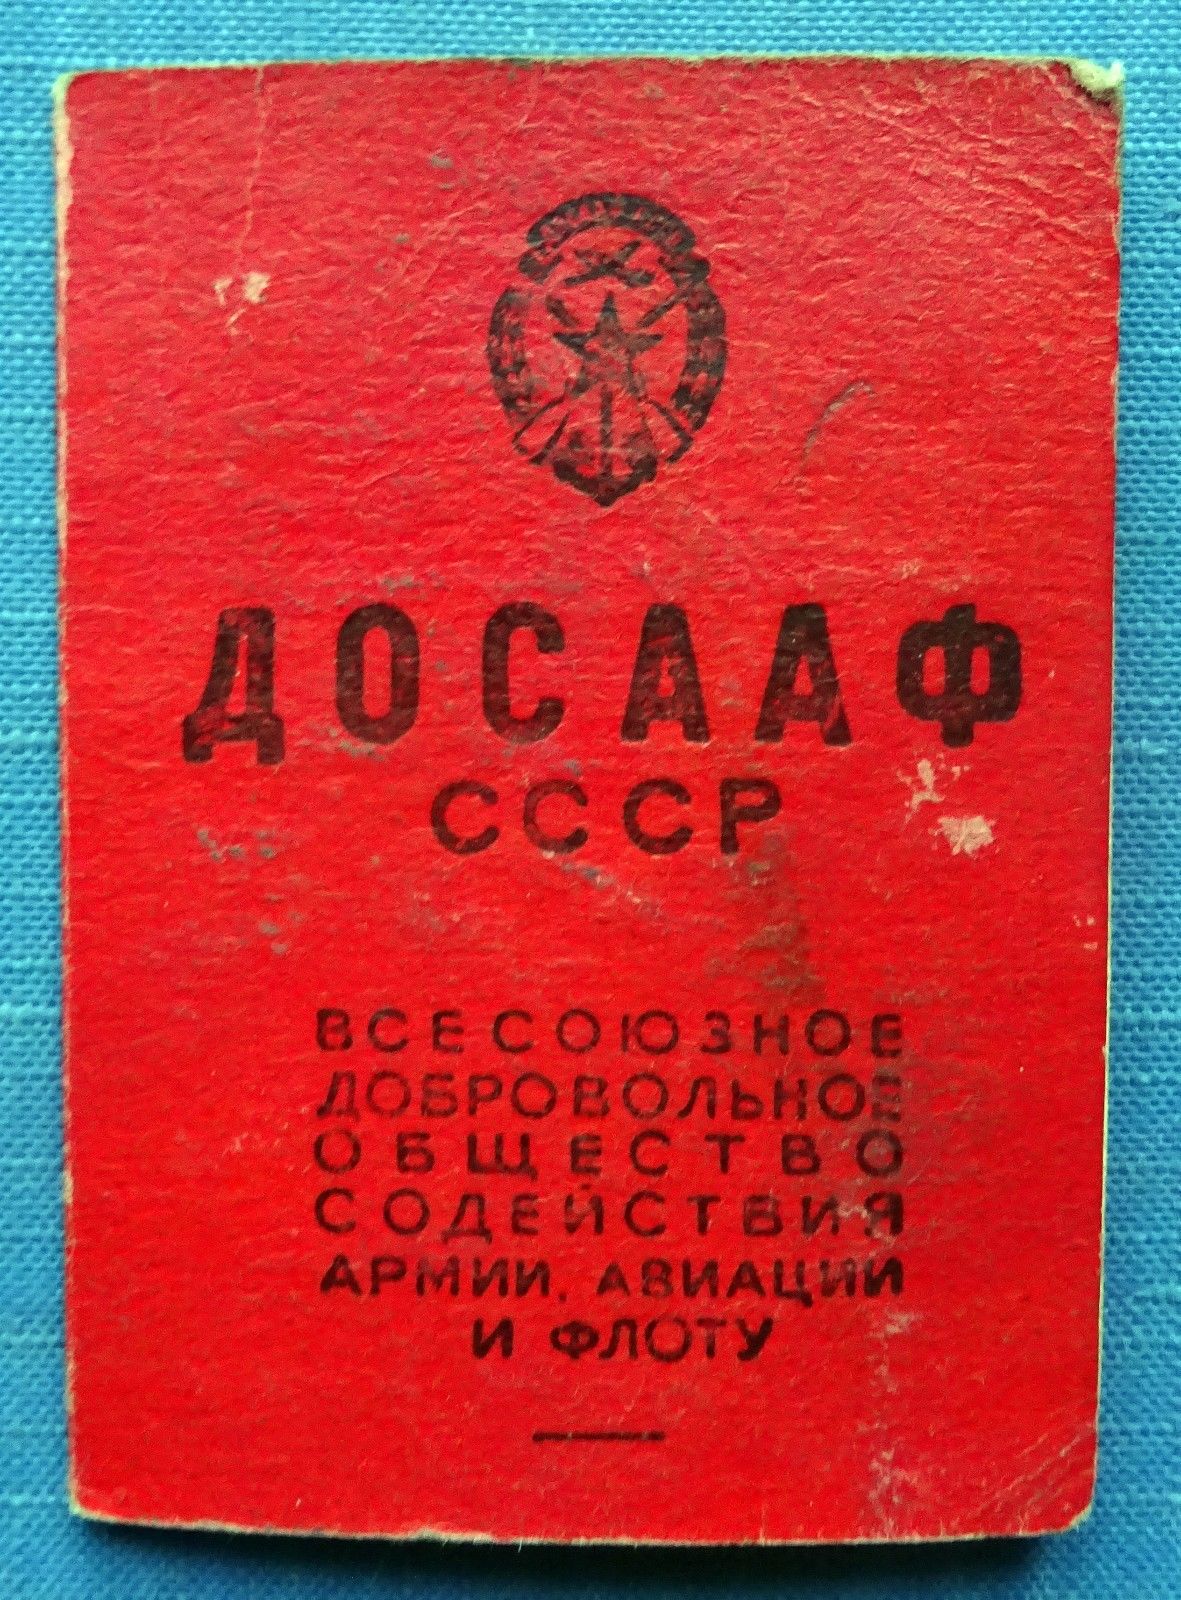 ДОСААФ
СССР
ВСЕСОЮЗНОЕ
ДОБРОВОЛЬНОЕ
ОБЩЕСТВО
СОДЕЙСТВИЯ
АРМИИ, АВИАЦИИ
И ФЛОТУ